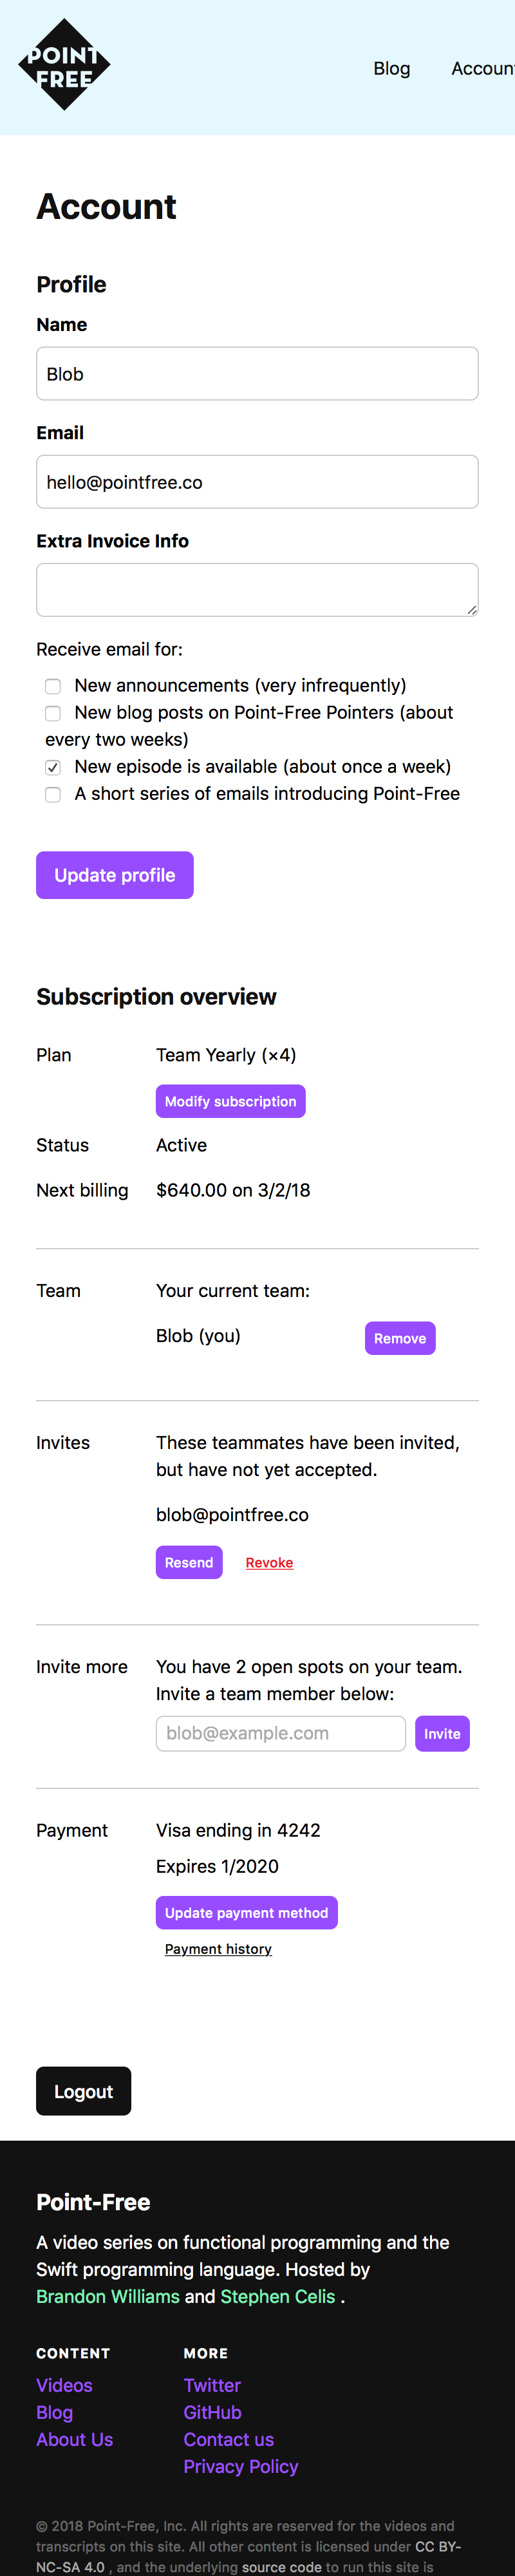 POINT
FREE
Blog
Account
Profile
Name
Blob
Email
hello@pointfree.co
Extra Invoice Info
Receive email for:
New announcements (very infrequently)
New blog posts on Point-Free Pointers (about
every two weeks)
New episode is available (about once a week)
A short series of emails introducing Point-Free
Update profile
Subscription overview
Plan
Team Yearly (×4)
Modify subscription
Status
Active
Next billing
$640.00 on 3/2/18
Team
Your current team:
Blob (you)
Remove
Invites
These teammates have been invited,
but have not yet accepted.
blob@pointfree.co
Resend
Revoke
Invite more
You have 2 open spots on your team.
Invite a team member below:
blob@example.com
Invite
Payment
Visa ending in 4242
Expires 1/2020
Update payment method
Payment history
Logout
Point-Free
A video series on functional programming and the
Swift programming language. Hosted by
Brandon Williams and Stephen Celis .
CONTENT
Videos
Blog
About Us
MORE
Twitter
GitHub
Contact us
Privacy Policy
© 2018 Point-Free, Inc. All rights are reserved for the videos and
transcripts on this site. All other content is licensed under CC BY-
NC-SA 4.0 , and the underlying source code to run this site is